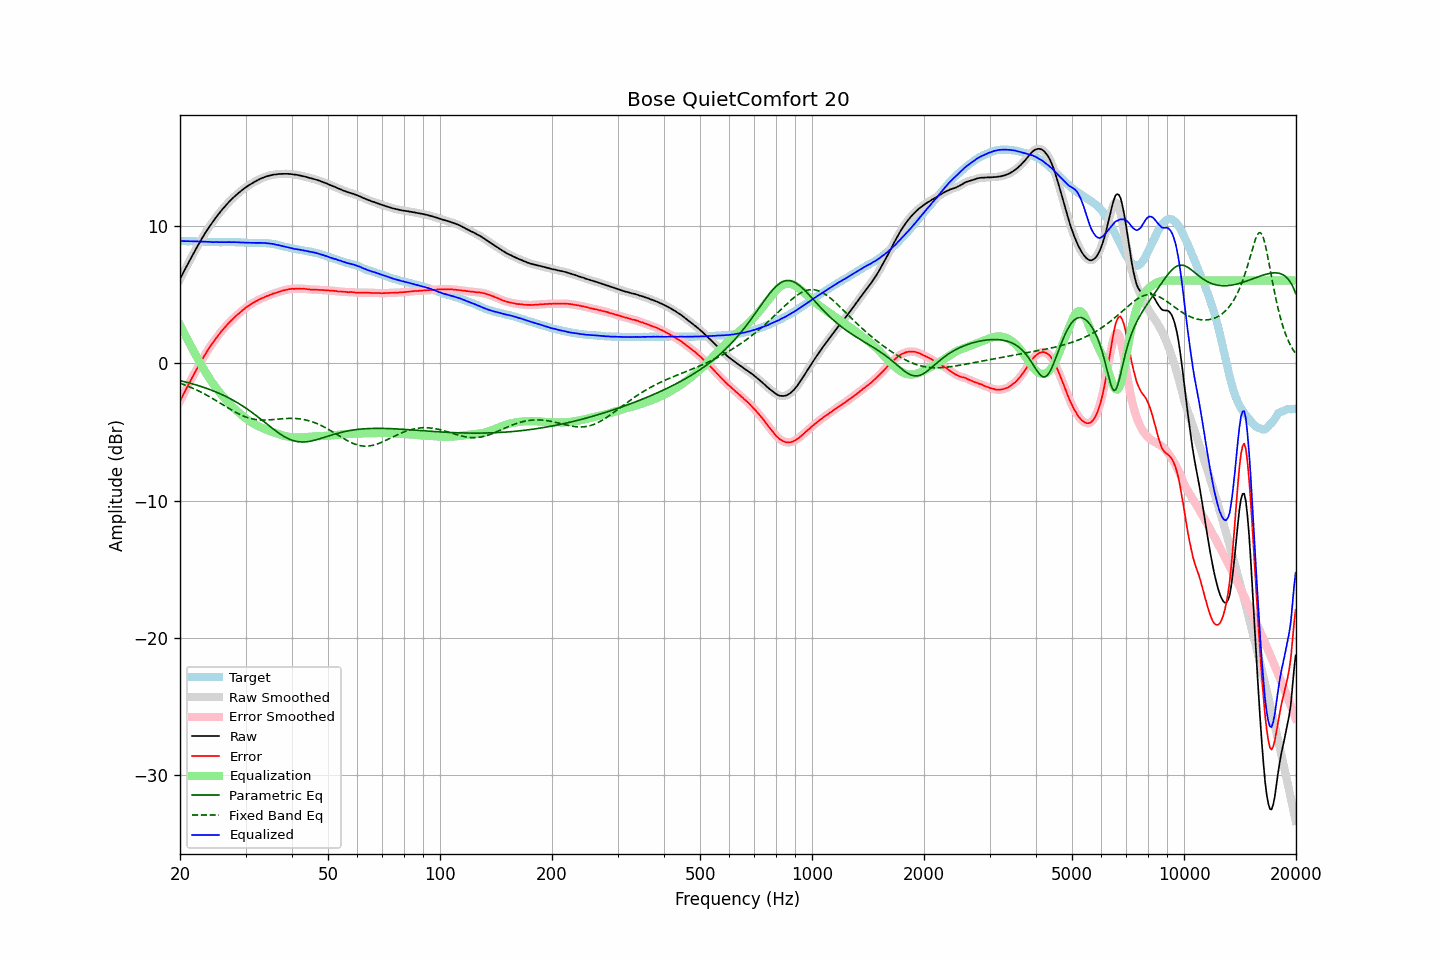 Bose QuietComfort 20
Amplitude (dBr)
10
0
−10
−20
−30
Target
Raw Smoothed
Error Smoothed
Raw
Error
Equalization
Parametric Eq
Fixed Band Eq
Equalized
20 50 100 200 500 1000 2000 5000 10000 20000
Frequency (Hz)